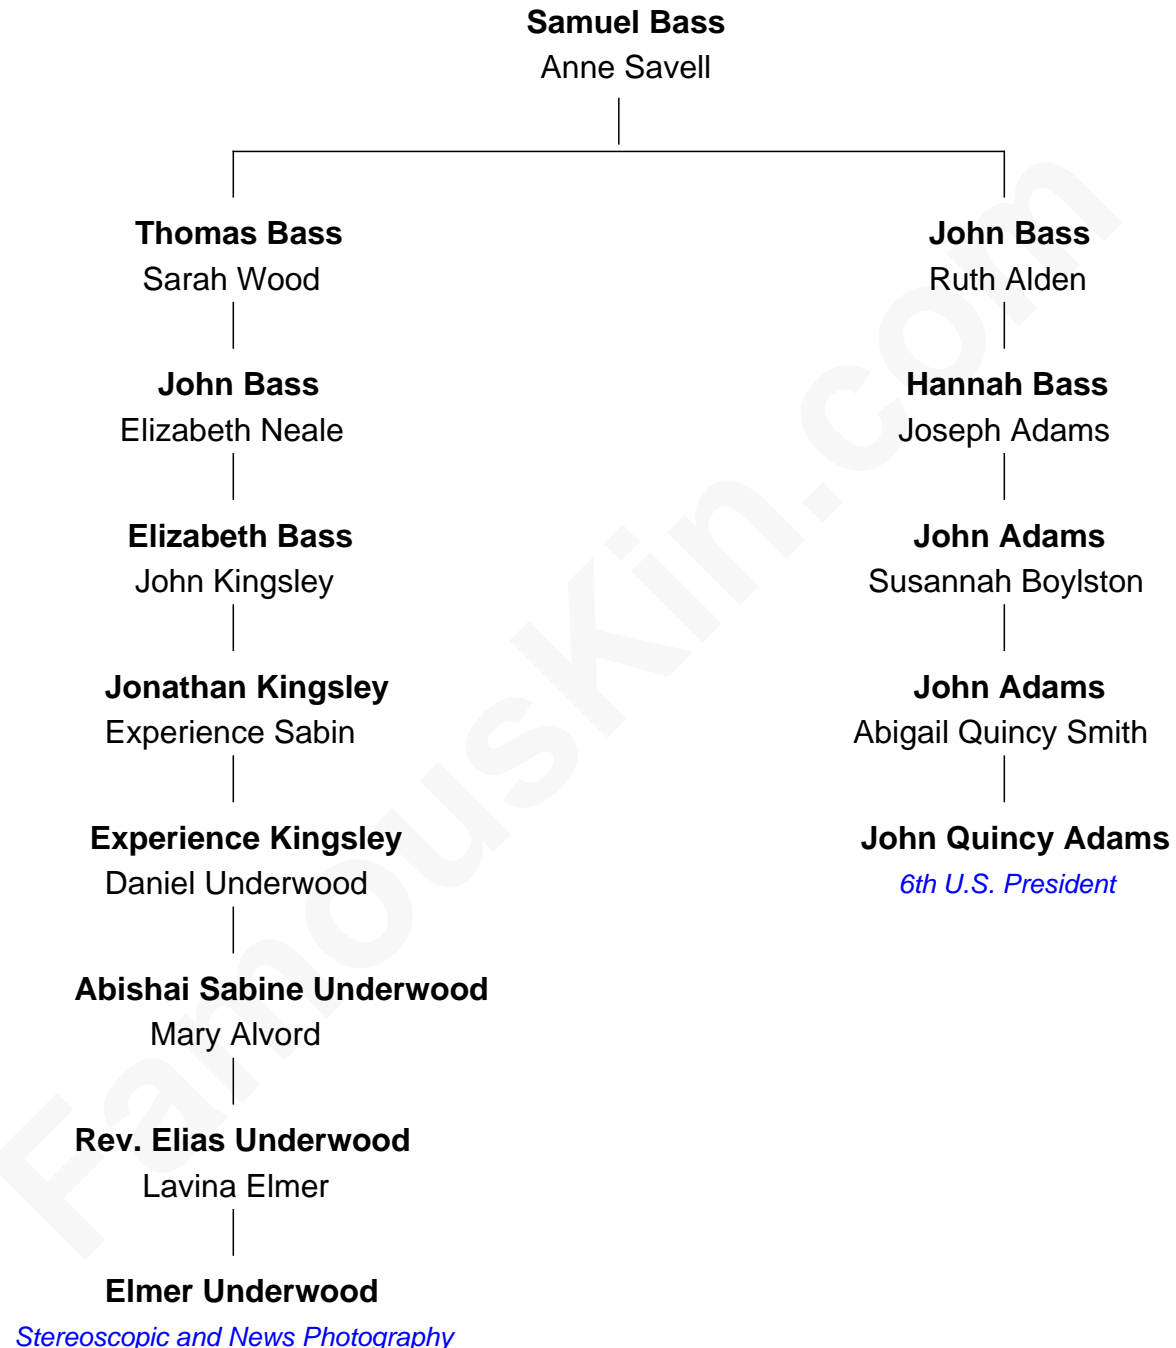 Samuel Bass
Anne Savell
Thomas Bass
Sarah Wood
John Bass
Ruth Alden
John Bass
Elizabeth Neale
Hannah Bass
Joseph Adams
Elizabeth Bass
John Kingsley
John Adams
Susannah Boylston
Jonathan Kingsley
Experience Sabin
John Adams
Abigail Quincy Smith
Experience Kingsley
Daniel Underwood
John Quincy Adams
6th U.S. President
Abishai Sabine Underwood
Mary Alvord
Rev. Elias Underwood
Lavina Elmer
Elmer Underwood
Stereoscopic and News Photography
FamousKin.com